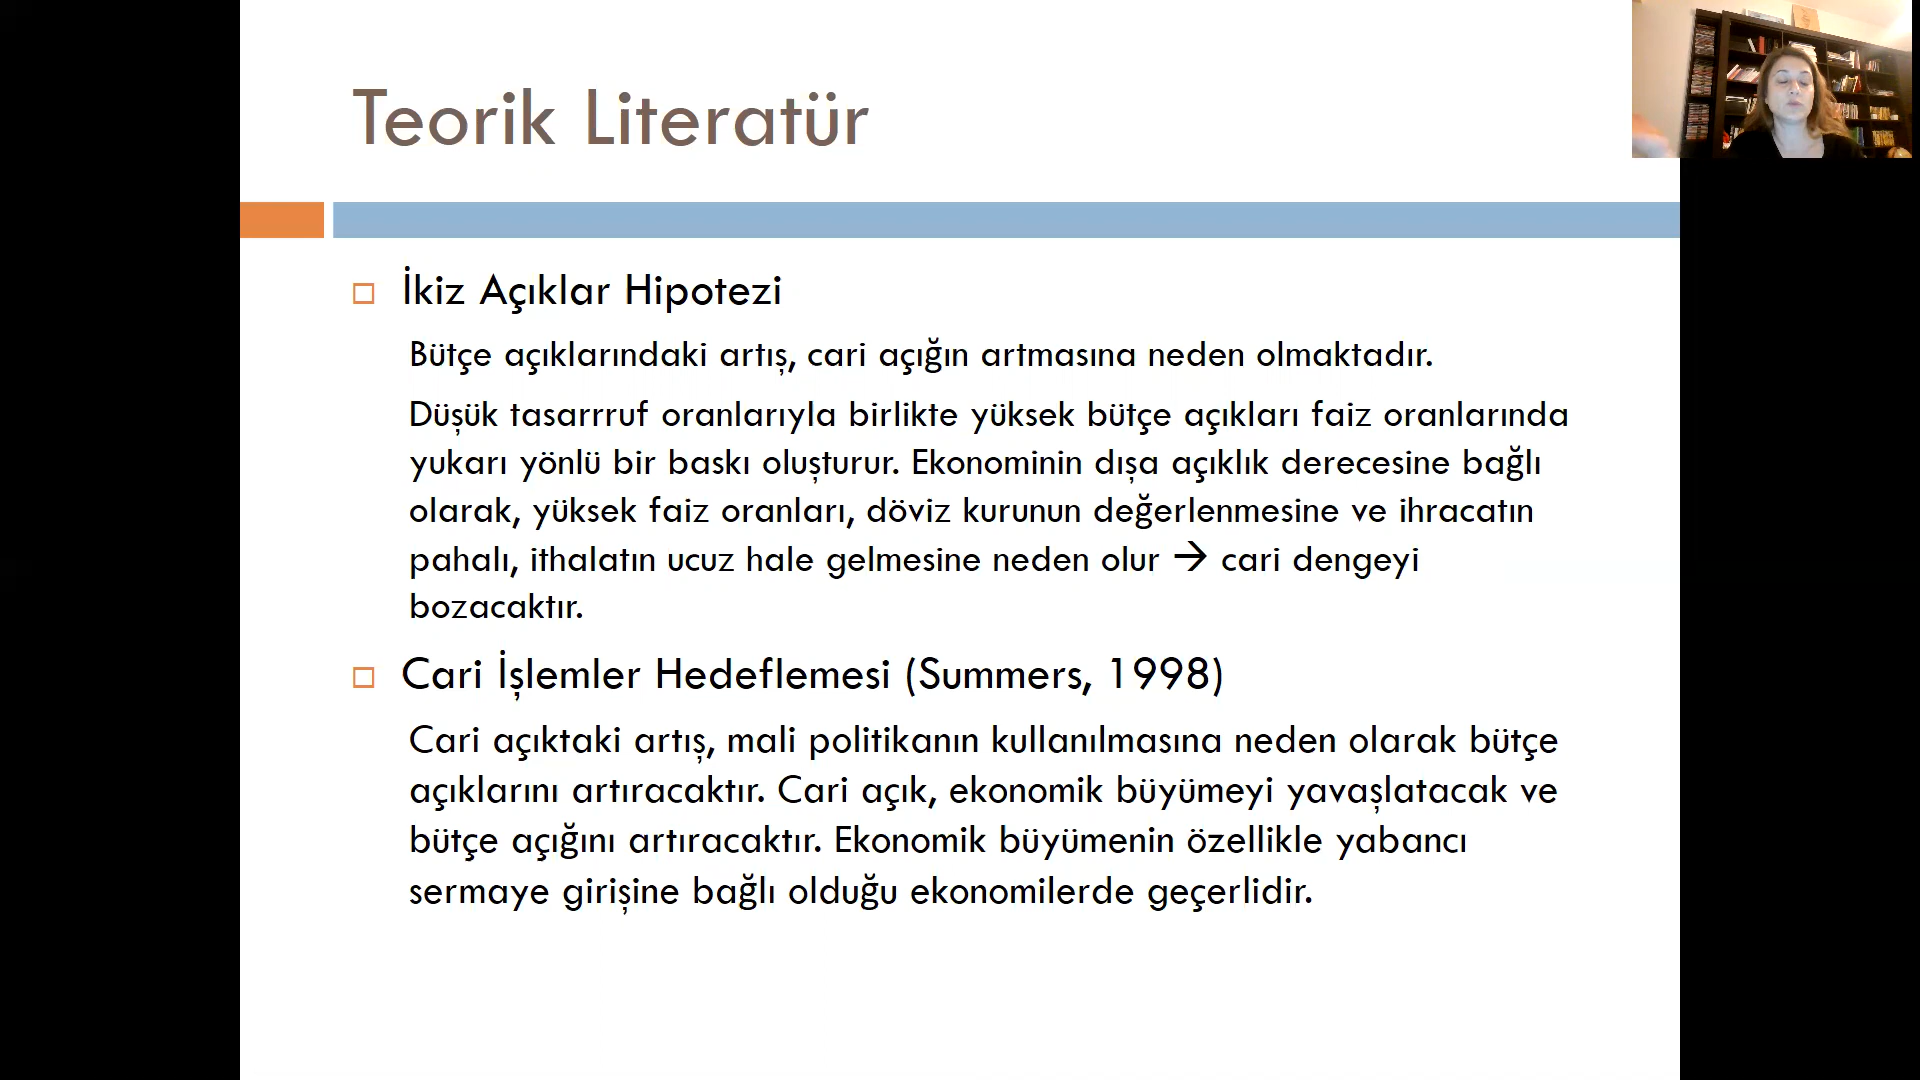 Teorik Literatür
İkiz Açıklar Hipotezi
Bütçe açıklarındaki artış, cari açığın artmasına neden olmaktadır.
Düşük tasarrruf oranlarıyla birlikte yüksek bütçe açıkları faiz oranlarında
yukarı yönlü bir baskı oluşturur. Ekonominin dışa açıklık derecesine bağlı
olarak, yüksek faiz oranları, döviz kurunun değerlenmesine ve ihracatın
pahalı, ithalatın ucuz hale gelmesine neden olur → cari dengeyi
bozacaktır.
Cari İşlemler Hedeflemesi (Summers, 1998)
Cari açıktaki artış, mali politikanın kullanılmasına neden olarak bütçe
açıklarını artıracaktır. Cari açık, ekonomik büyümeyi yavaşlatacak ve
bütçe açığını artıracaktır. Ekonomik büyümenin özellikle yabancı
sermaye girişine bağlı olduğu ekonomilerde geçerlidir.